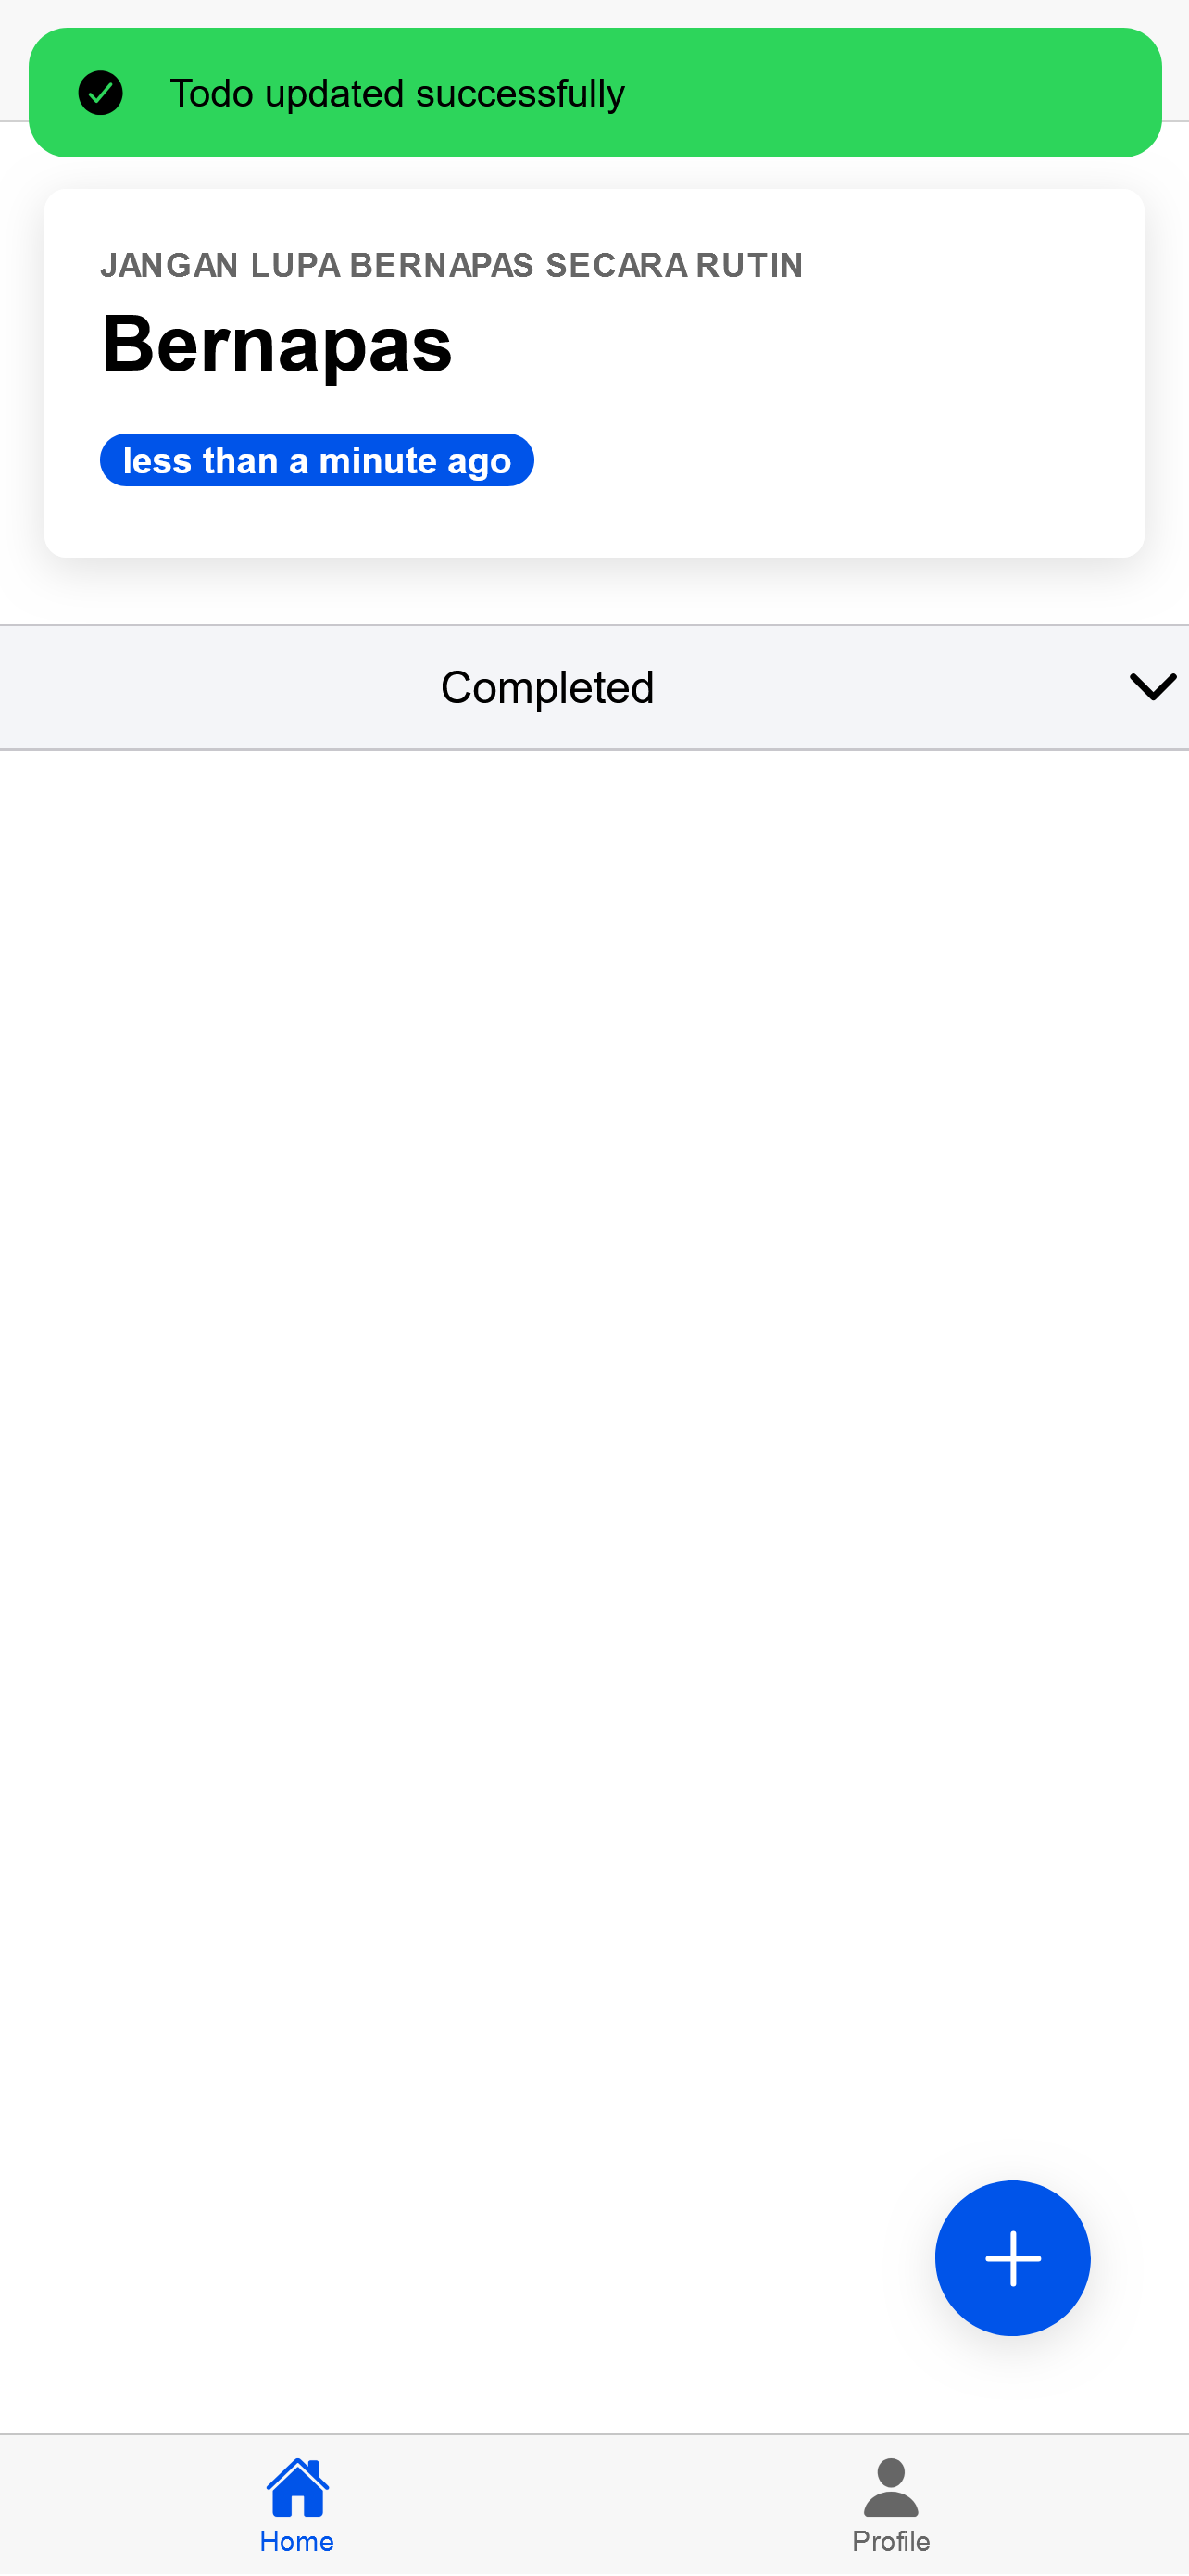 Todo updated successfully
JANGAN LUPA BERNAPAS SECARA RUTIN
Bernapas
less than a minute ago
Completed
Home
Profile